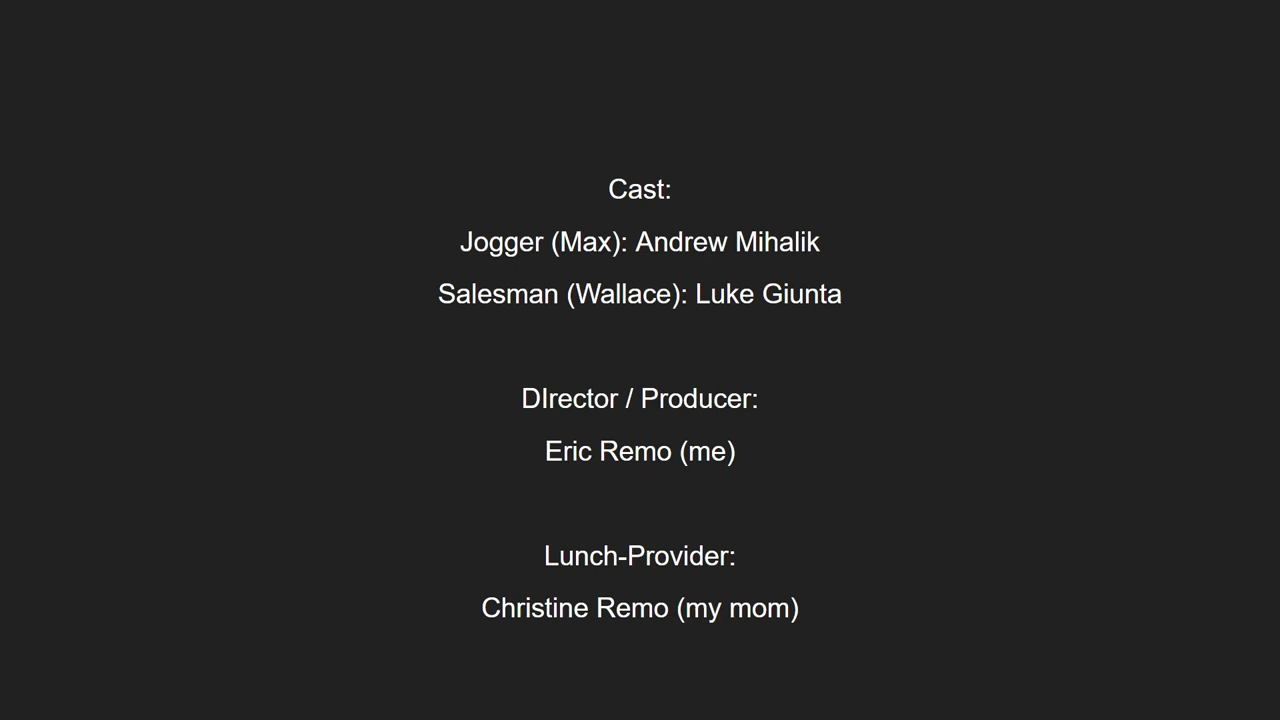 Cast:
Jogger (Max): Andrew Mihalik
Salesman (Wallace): Luke Giunta
DIrector / Producer:
Eric Remo (me)
Lunch-Provider:
Christine Remo (my mom)